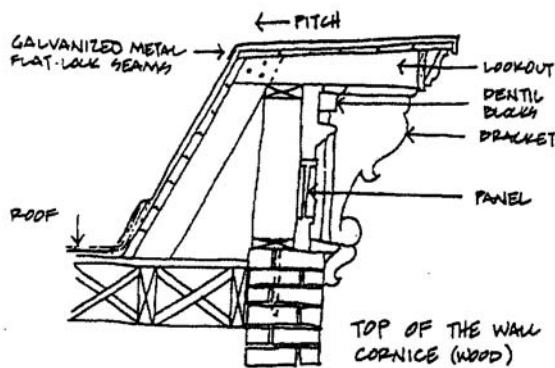 PITCH
GALVANIZED METAL
FLAT-LOCK SEAMS
LOOKOUT
DENTIL
BLOCKS
BRACKET
PANEL
ROOF
TOP OF THE WALL
CORNICE (WOOD)